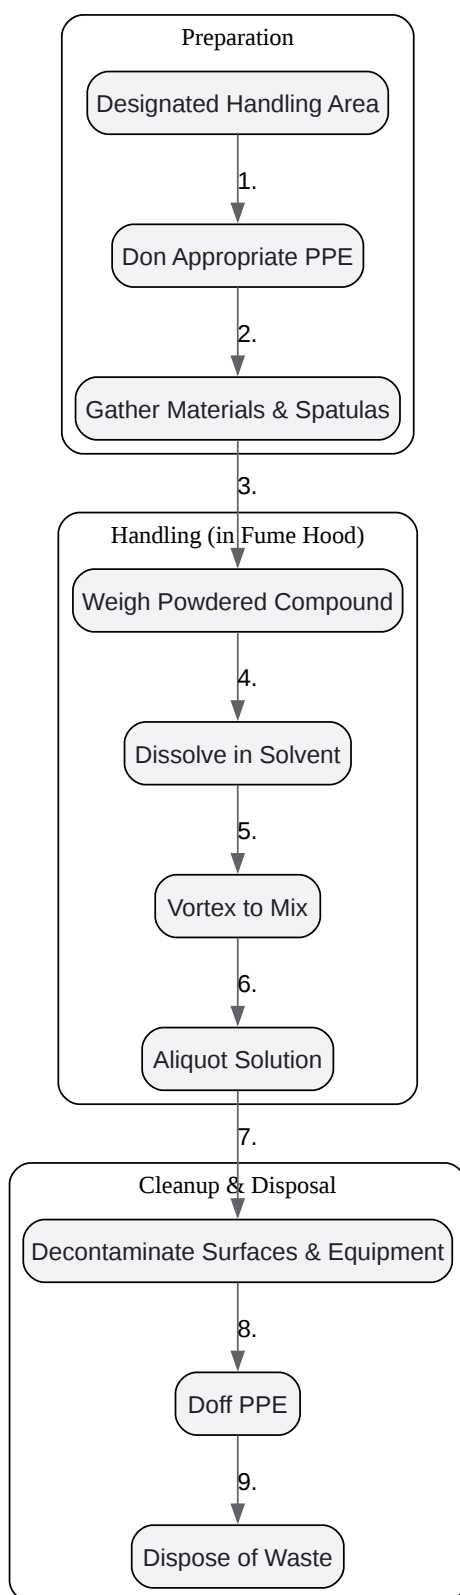 Preparation
Designated Handling Area
1.
Don Appropriate PPE
2.
Gather Materials & Spatulas
3.
Handling (in Fume Hood)
Weigh Powdered Compound
4.
Dissolve in Solvent
5.
Vortex to Mix
6.
Aliquot Solution
7.
Cleanup & Disposal
Decontaminate Surfaces & Equipment
8.
Doff PPE
9.
Dispose of Waste